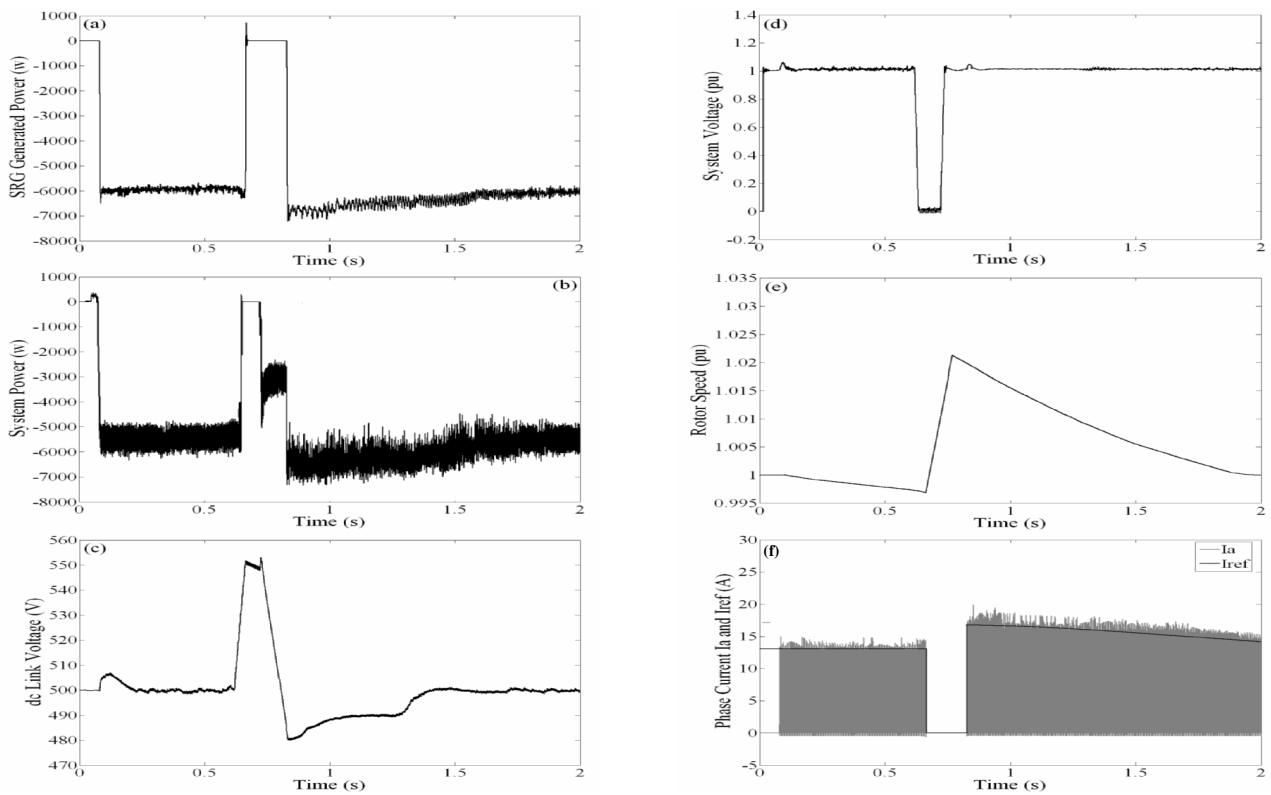 (a)
SRG Generated Power (w)
1000
0
-1000
-2000
-3000
-4000
-5000
-6000
-7000
-8000
0 0.5 1 1.5 2
Time (s)
(b)
System Power (w)
1000
0
-1000
-2000
-3000
-4000
-5000
-6000
-7000
-8000
0 0.5 1 1.5 2
Time (s)
(c)
dc Link Voltage (V)
560
550
540
530
520
510
500
490
480
470
0 0.5 1 1.5 2
Time (s)
(d)
System Voltage (pu)
1.4
1.2
1
0.8
0.6
0.4
0.2
0
-0.2
0 0.5 1 1.5 2
Time (s)
(e)
Rotor Speed (pu)
1.035
1.03
1.025
1.02
1.015
1.01
1.005
1
0.995
0 0.5 1 1.5 2
Time (s)
(f)
Phase Current Ia and Iref (A)
30
25
20
15
10
5
0
-5
0 0.5 1 1.5 2
Time (s)
Ia
Iref